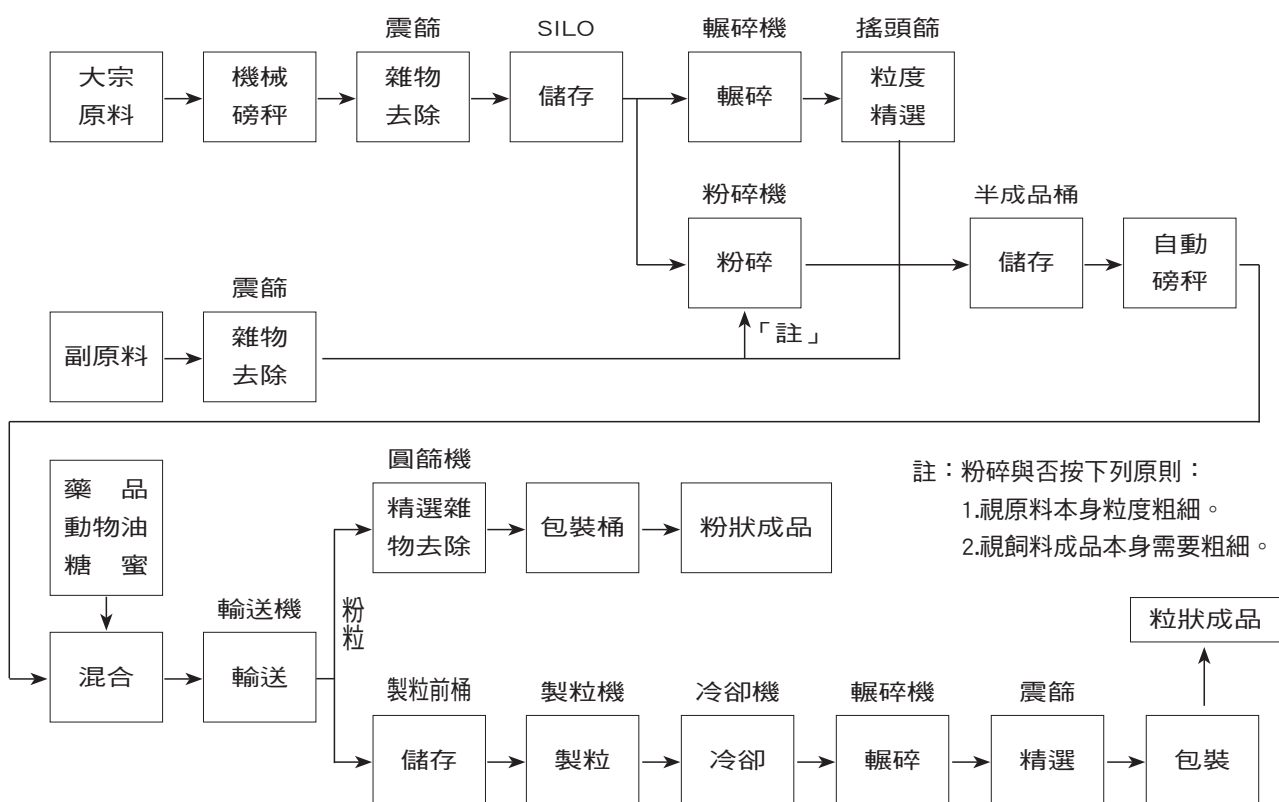 震篩
SILO
輾碎機
搖頭篩
大宗
原料
機械
磅秤
雜物
去除
儲存
輾碎
粒度
精選
粉碎機
半成品桶
粉碎
儲存
自動
磅秤
震篩
「註」
副原料
雜物
去除
圓篩機
藥 品
動物油
糖 蜜
精選雜
物去除
包裝桶
粉狀成品
註：粉碎與否按下列原則：
1.視原料本身粒度粗細。
2.視飼料成品本身需要粗細。
輸送機
粉粒
粒狀成品
混合
輸送
製粒前桶
製粒機
冷卻機
輾碎機
震篩
儲存
製粒
冷卻
輾碎
精選
包裝